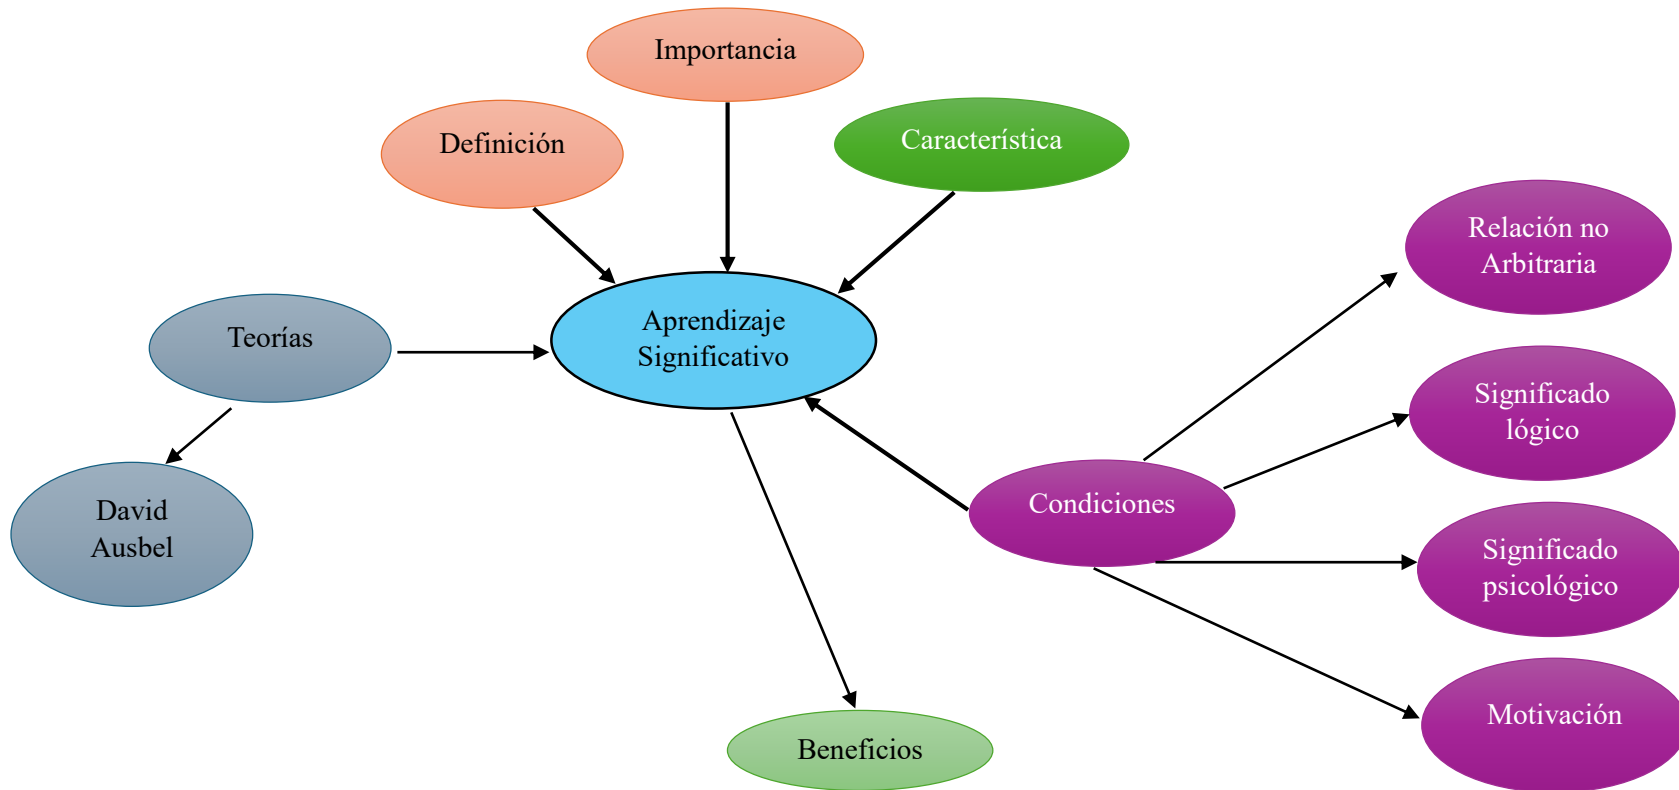 Importancia
Definición
Característica
Relación no
Arbitraria
Aprendizaje
Significativo
Teorías
Significado
lógico
David
Ausbel
Condiciones
Significado
psicológico
Motivación
Beneficios